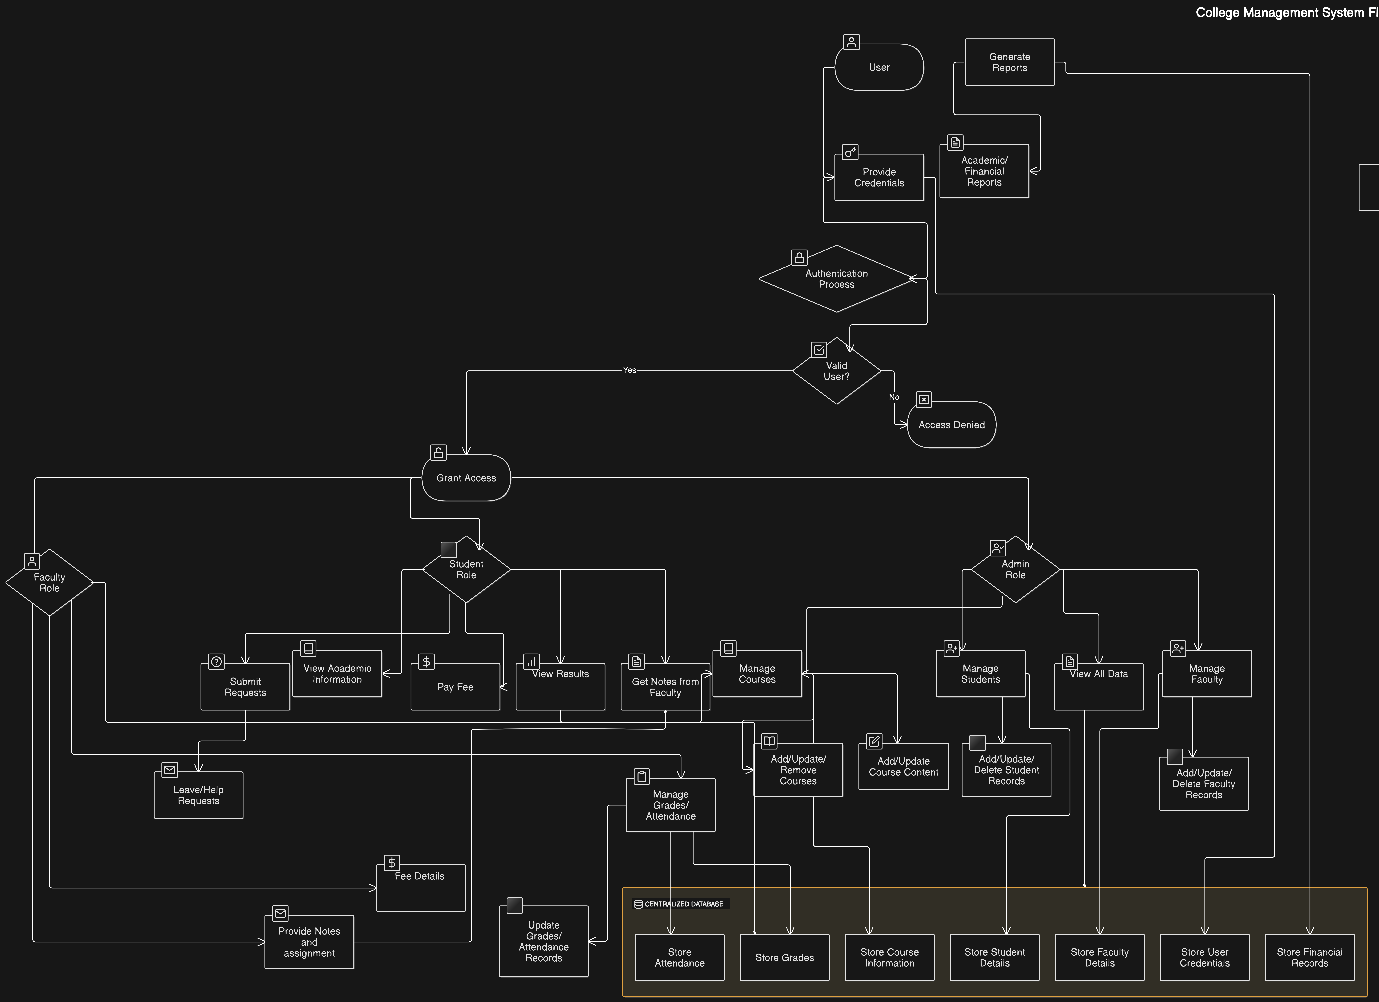 College Management System Fl
User
Generate
Reports
Provide
Credentials
Academic/
Financial
Reports
Authentication
Process
Valid
User?
Yes
No
Access Denied
Grant Access
Faculty
Role
Student
Role
Admin
Role
Submit
Requests
View Academic
Information
Pay Fee
View Results
Get Notes from
Faculty
Manage
Courses
Manage
Students
View All Data
Manage
Faculty
Leave/Help
Requests
Manage
Grades/
Attendance
Add/Update/
Remove
Courses
Add/Update
Course Content
Add/Update/
Delete Student
Records
Add/Update/
Delete Faculty
Records
Fee Details
Provide Notes
and
assignment
Update
Grades/
Attendance
Records
CENTRALIZED DATABASE
Store
Attendance
Store Grades
Store Course
Information
Store Student
Details
Store Faculty
Details
Store User
Credentials
Store Financial
Records